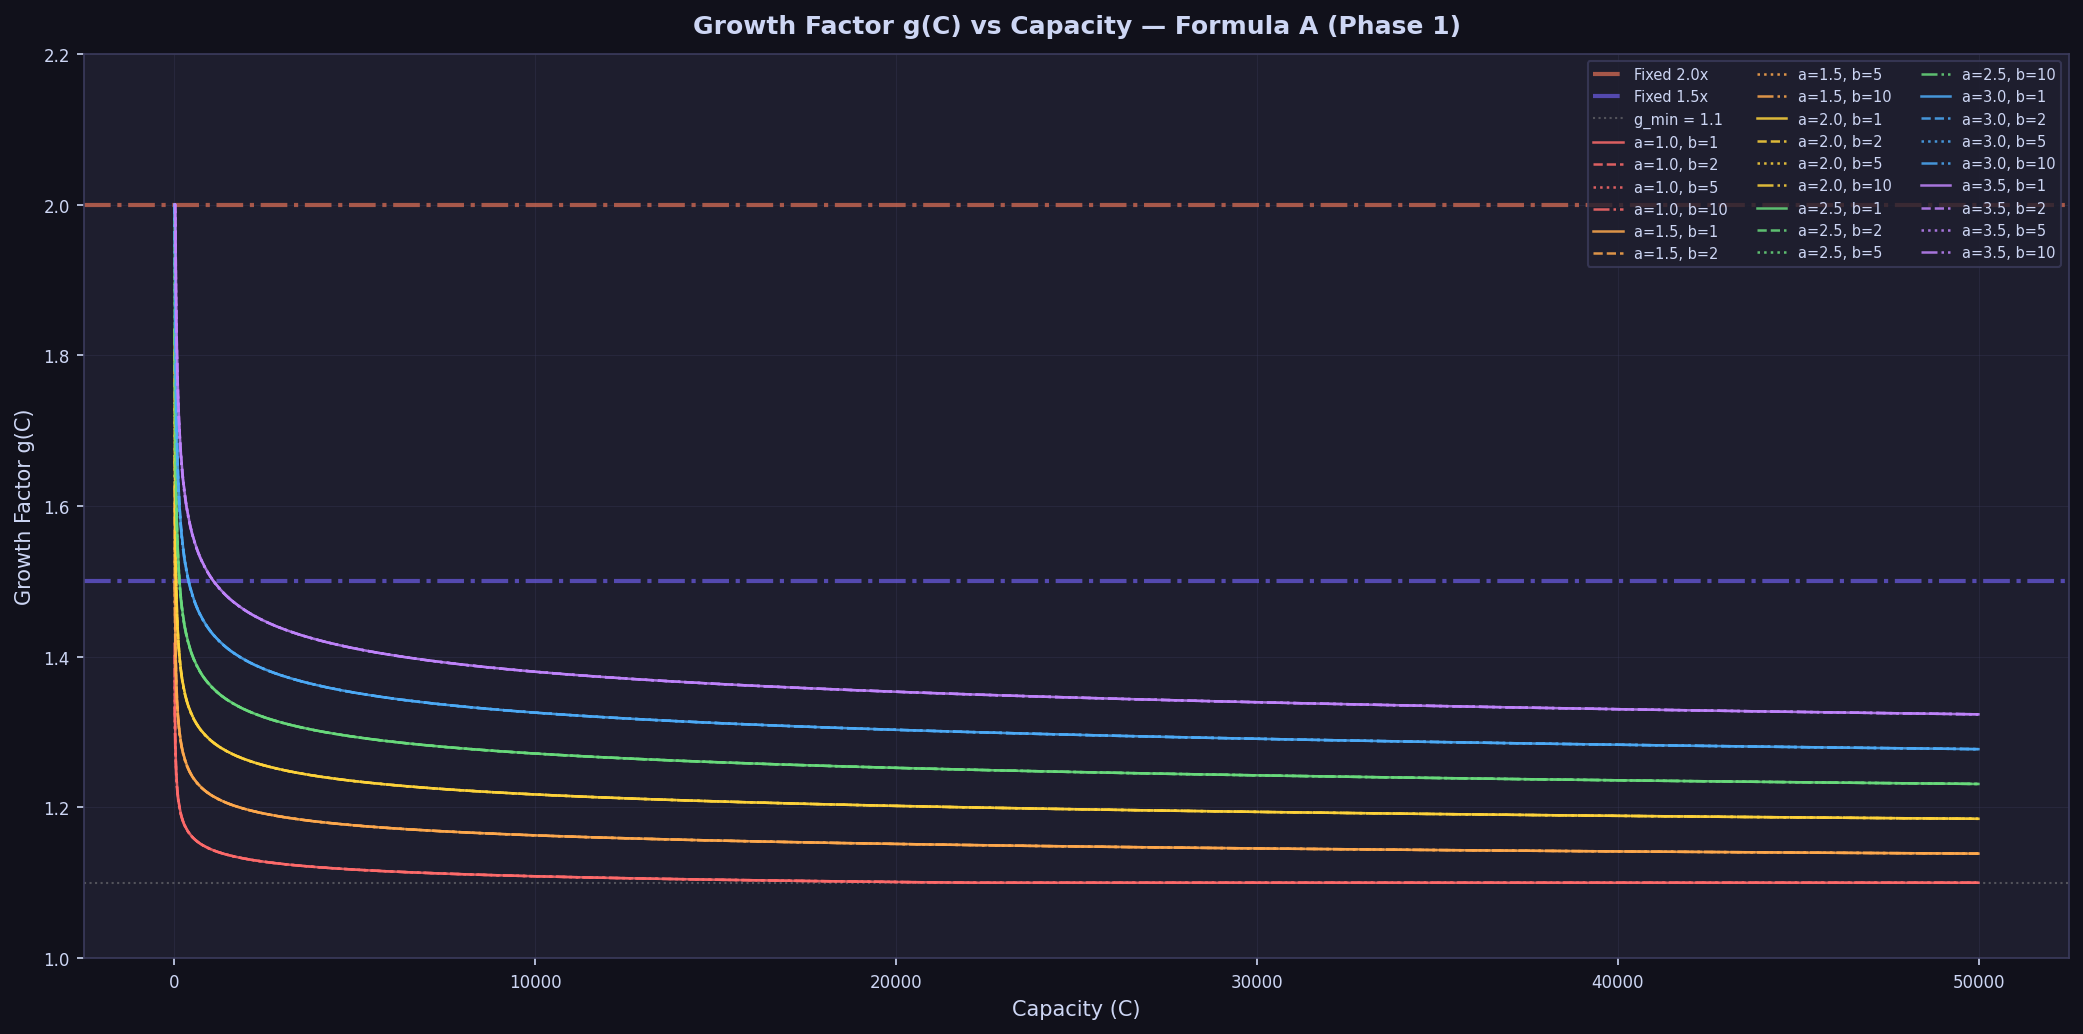 Growth Factor g(C) vs Capacity — Formula A (Phase 1)
Growth Factor g(C)
2.2
2.0
1.8
1.6
1.4
1.2
1.0
Fixed 2.0x
Fixed 1.5x
g_min = 1.1
a=1.0, b=1
a=1.0, b=2
a=1.0, b=5
a=1.0, b=10
a=1.5, b=1
a=1.5, b=2
a=1.5, b=5
a=1.5, b=10
a=2.0, b=1
a=2.0, b=2
a=2.0, b=5
a=2.0, b=10
a=2.5, b=1
a=2.5, b=2
a=2.5, b=5
a=2.5, b=10
a=3.0, b=1
a=3.0, b=2
a=3.0, b=5
a=3.0, b=10
a=3.5, b=1
a=3.5, b=2
a=3.5, b=5
a=3.5, b=10
0 10000 20000 30000 40000 50000
Capacity (C)